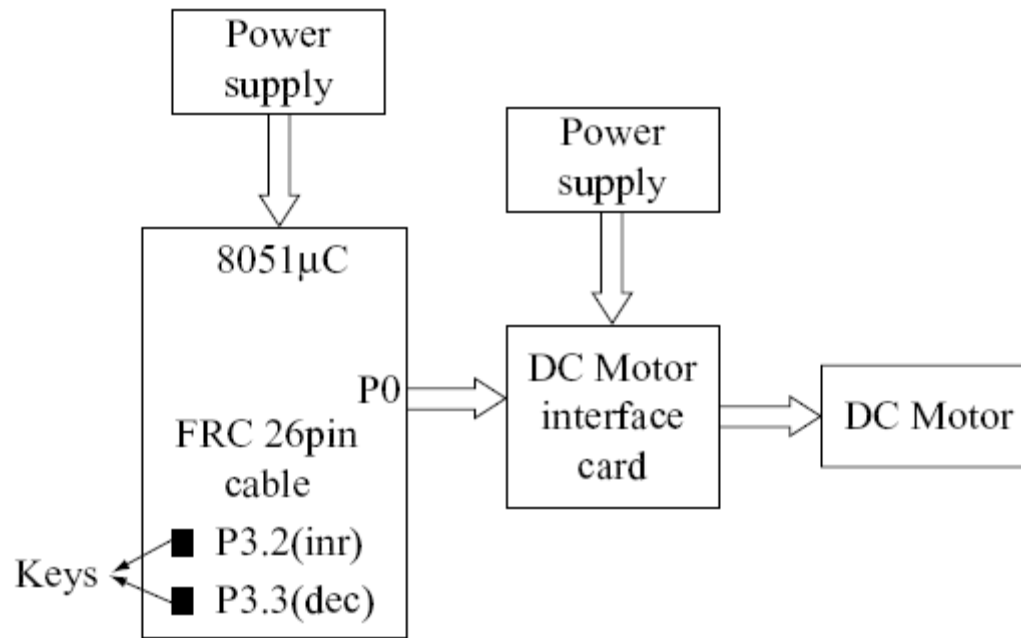 Power
supply
Power
supply
8051µC
P0
FRC 26pin
cable
P3.2(inr)
P3.3(dec)
Keys
DC Motor
interface
card
DC Motor